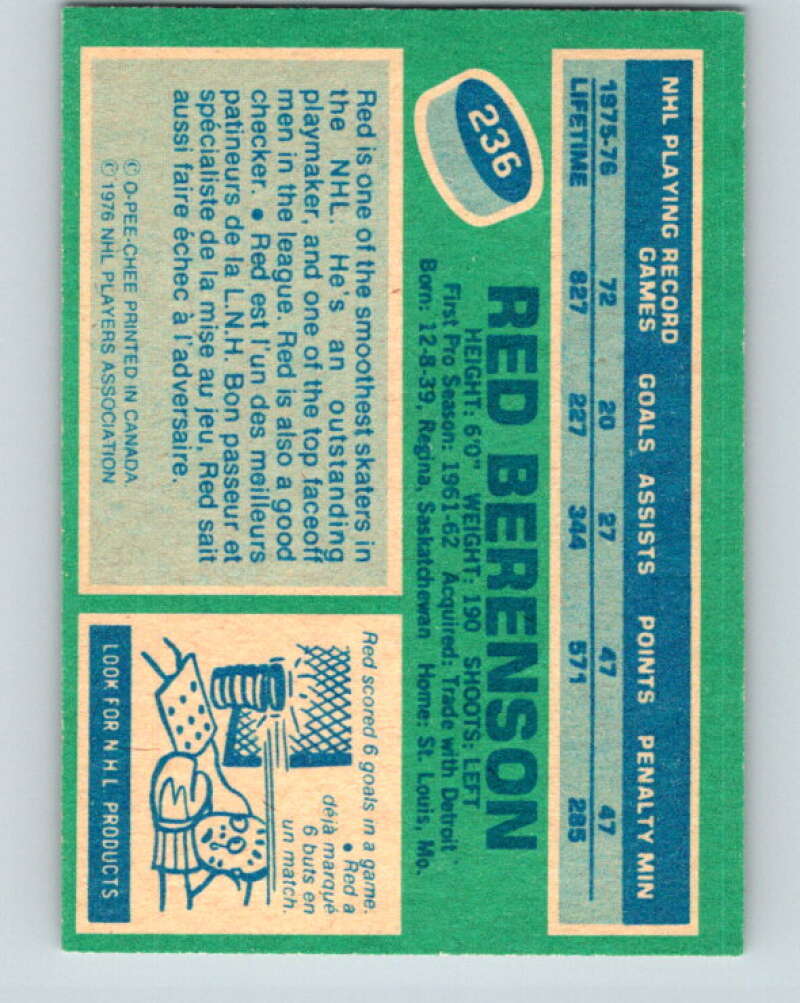 NHL PLAYING RECORD
GAMES GOALS ASSISTS POINTS PENALTY MIN
1975-76 72 20 27 47 47
LIFETIME 827 227 344 571 285
236
RED BERENSON
HEIGHT: 6'0" WEIGHT: 190 SHOOTS: LEFT
First Pro Season: 1961-62 Acquired: Trade with Detroit
Born: 12-8-39, Regina, Saskatchewan Home: St. Louis, Mo.
Red is one of the smoothest skaters in
the NHL. He's an outstanding
playmaker, and one of the top faceoff
men in the league. Red is also a good
checker. • Red est l'un des meilleurs
patineurs de la L.N.H. Bon passeur et
spécialiste de la mise au jeu, Red sait
aussi faire échec à l'adversaire.
© O-PEE-CHEE PRINTED IN CANADA
© 1976 NHL PLAYERS ASSOCIATION
Red scored 6 goals in a game.
• Red a
déjà marqué
6 buts en
un match.
LOOK FOR NHL PRODUCTS